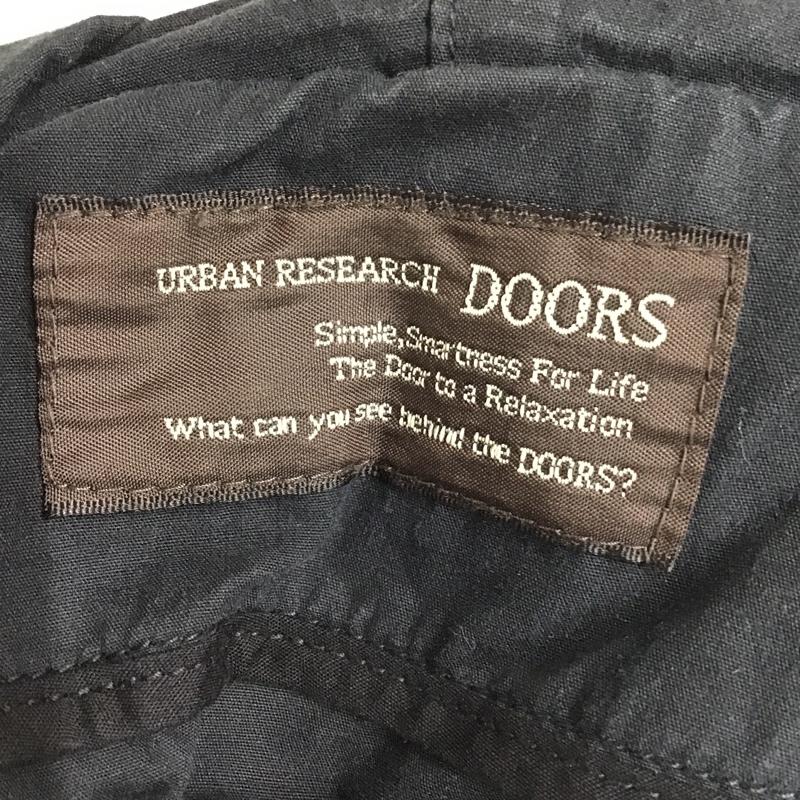 URBAN RESEARCH DOORS
Simple,Smartness For Life
The Door to a Relaxation
What can you see behind the DOORS?